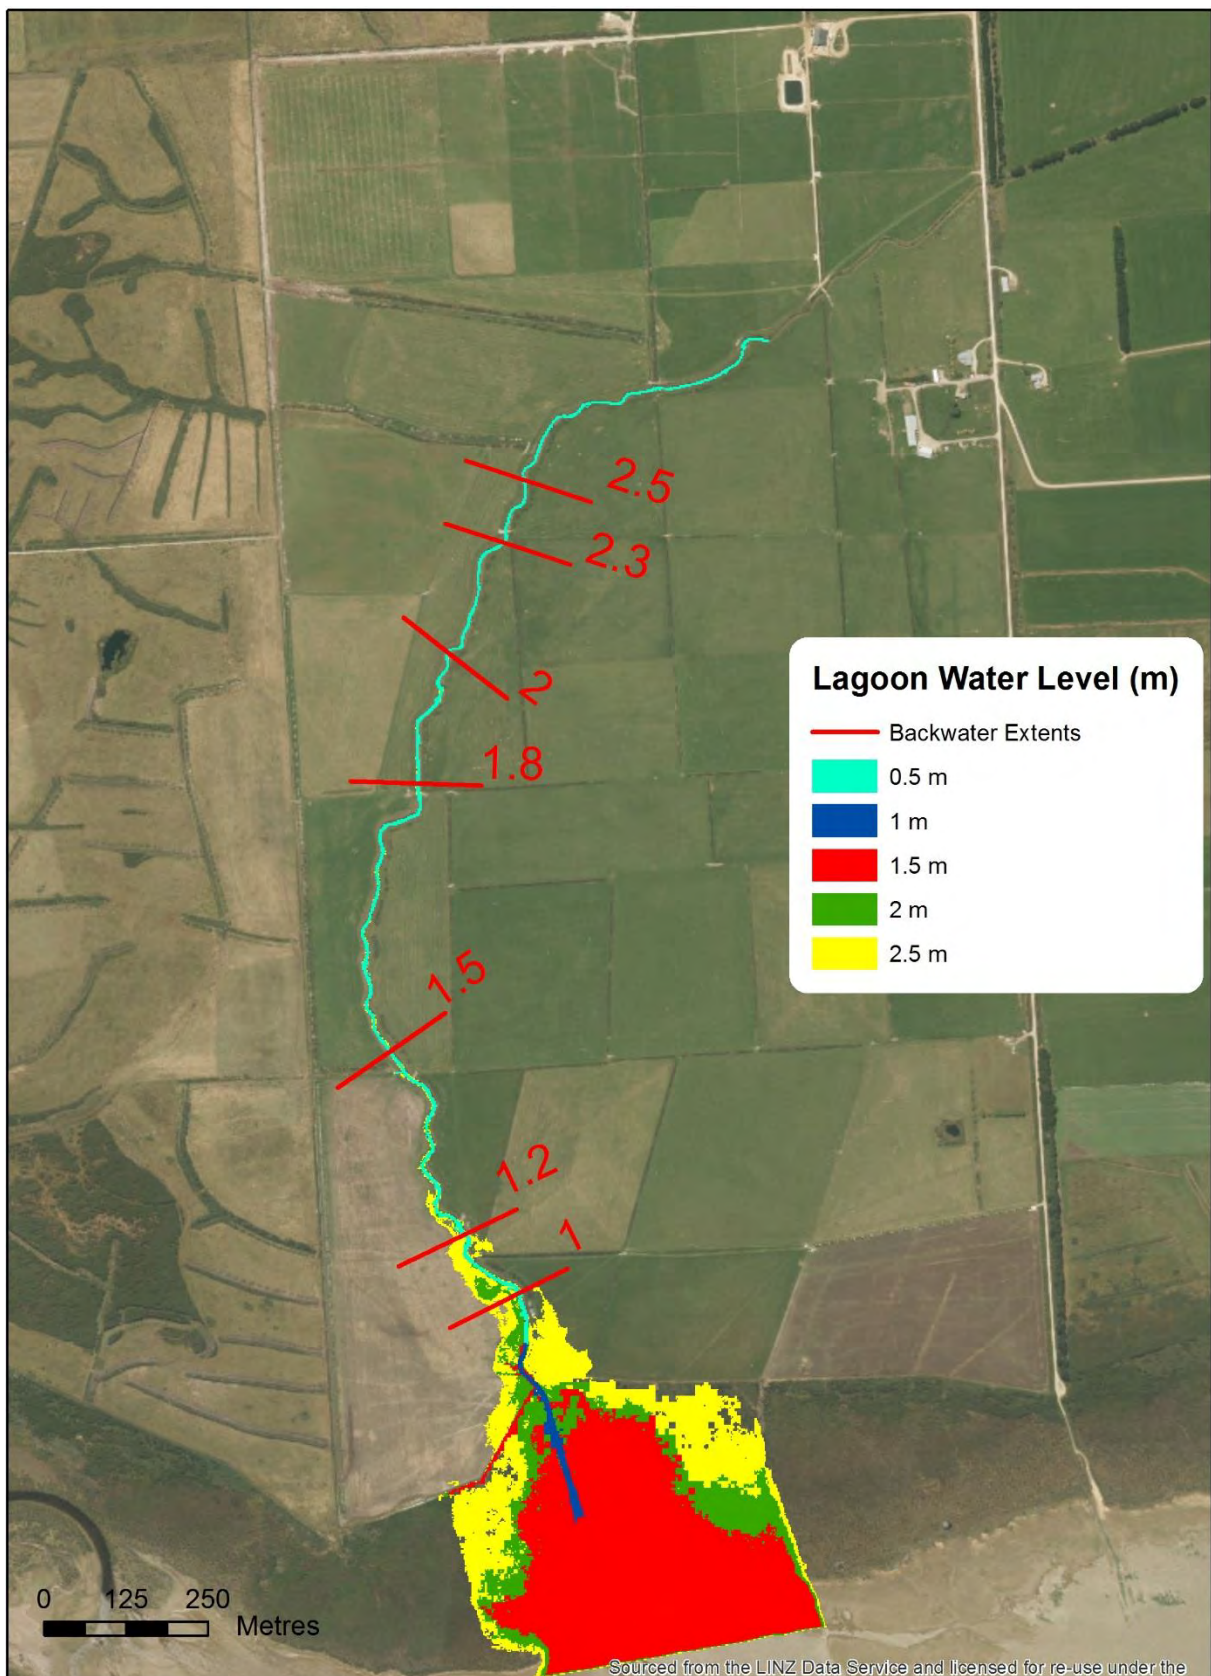 2.5
2.3
2
1.8
1.5
1.2
1
Lagoon Water Level (m)
Backwater Extents
0.5 m
1 m
1.5 m
2 m
2.5 m
0 125 250
Metres
Sourced from the LINZ Data Service and licensed for re-use under the